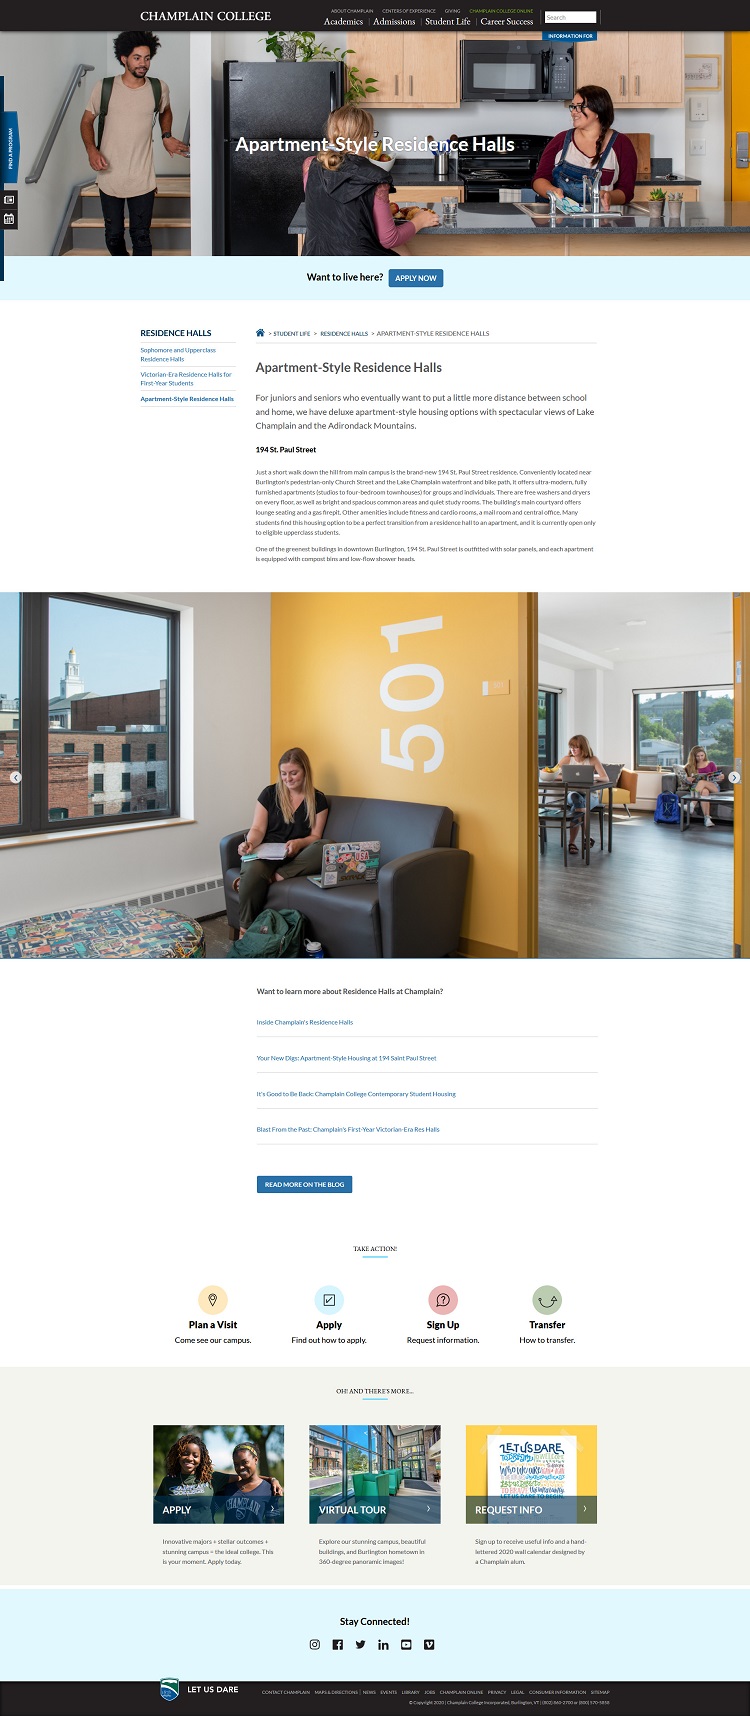 CHAMPLAIN COLLEGE
ABOUT CHAMPLAIN CENTERS OF EXPERIENCE GIVING CHAMPLAIN COLLEGE ONLINE
Academics | Admissions | Student Life | Career Success
Search
INFORMATION FOR
FIND A PROGRAM
Apartment-Style Residence Halls
Want to live here? APPLY NOW
RESIDENCE HALLS
Sophomore and Upperclass
Residence Halls
Victorian-Era Residence Halls for
First-Year Students
Apartment-Style Residence Halls
> STUDENT LIFE > RESIDENCE HALLS > APARTMENT-STYLE RESIDENCE HALLS
Apartment-Style Residence Halls
For juniors and seniors who eventually want to put a little more distance between school
and home, we have deluxe apartment-style housing options with spectacular views of Lake
Champlain and the Adirondack Mountains.
194 St. Paul Street
Just a short walk down the hill from main campus is the brand-new 194 St. Paul Street residence. Conveniently located near
Burlington's pedestrian-only Church Street and the Lake Champlain waterfront and bike path, it offers ultra-modern, fully
furnished apartments (studios to four-bedroom townhouses) for groups and individuals. There are free washers and dryers
on every floor, as well as bright and spacious common areas and quiet study rooms. The building's main courtyard offers
lounge seating and a gas firepit. Other amenities include fitness and cardio rooms, a mail room and central office. Many
students find this housing option to be a perfect transition from a residence hall to an apartment, and it is currently open only
to eligible upperclass students.
One of the greenest buildings in downtown Burlington, 194 St. Paul Street is outfitted with solar panels, and each apartment
is equipped with compost bins and low-flow shower heads.
501
501
USA
Want to learn more about Residence Halls at Champlain?
Inside Champlain's Residence Halls
Your New Digs: Apartment-Style Housing at 194 Saint Paul Street
It's Good to Be Back: Champlain College Contemporary Student Housing
Blast From the Past: Champlain's First-Year Victorian-Era Res Halls
READ MORE ON THE BLOG
TAKE ACTION!
Plan a Visit
Come see our campus.
Apply
Find out how to apply.
Sign Up
Request information.
Transfer
How to transfer.
OH! AND THERE'S MORE...
CHAMPLAIN
APPLY
Innovative majors + stellar outcomes +
stunning campus = the ideal college. This
is your moment. Apply today.
VIRTUAL TOUR
Explore our stunning campus, beautiful
buildings, and Burlington hometown in
360-degree panoramic images!
LET US DARE
REQUEST INFO
LET US DARE TO BEGIN.
Sign up to receive useful info and a hand-
lettered 2020 wall calendar designed by
a Champlain alum.
Stay Connected!
LET US DARE
CONTACT CHAMPLAIN MAPS & DIRECTIONS | NEWS EVENTS LIBRARY JOBS CHAMPLAIN ONLINE PRIVACY LEGAL CONSUMER INFORMATION SITEMAP
© Copyright 2020 | Champlain College Incorporated, Burlington, VT | (802) 860-2700 or (800) 570-5858